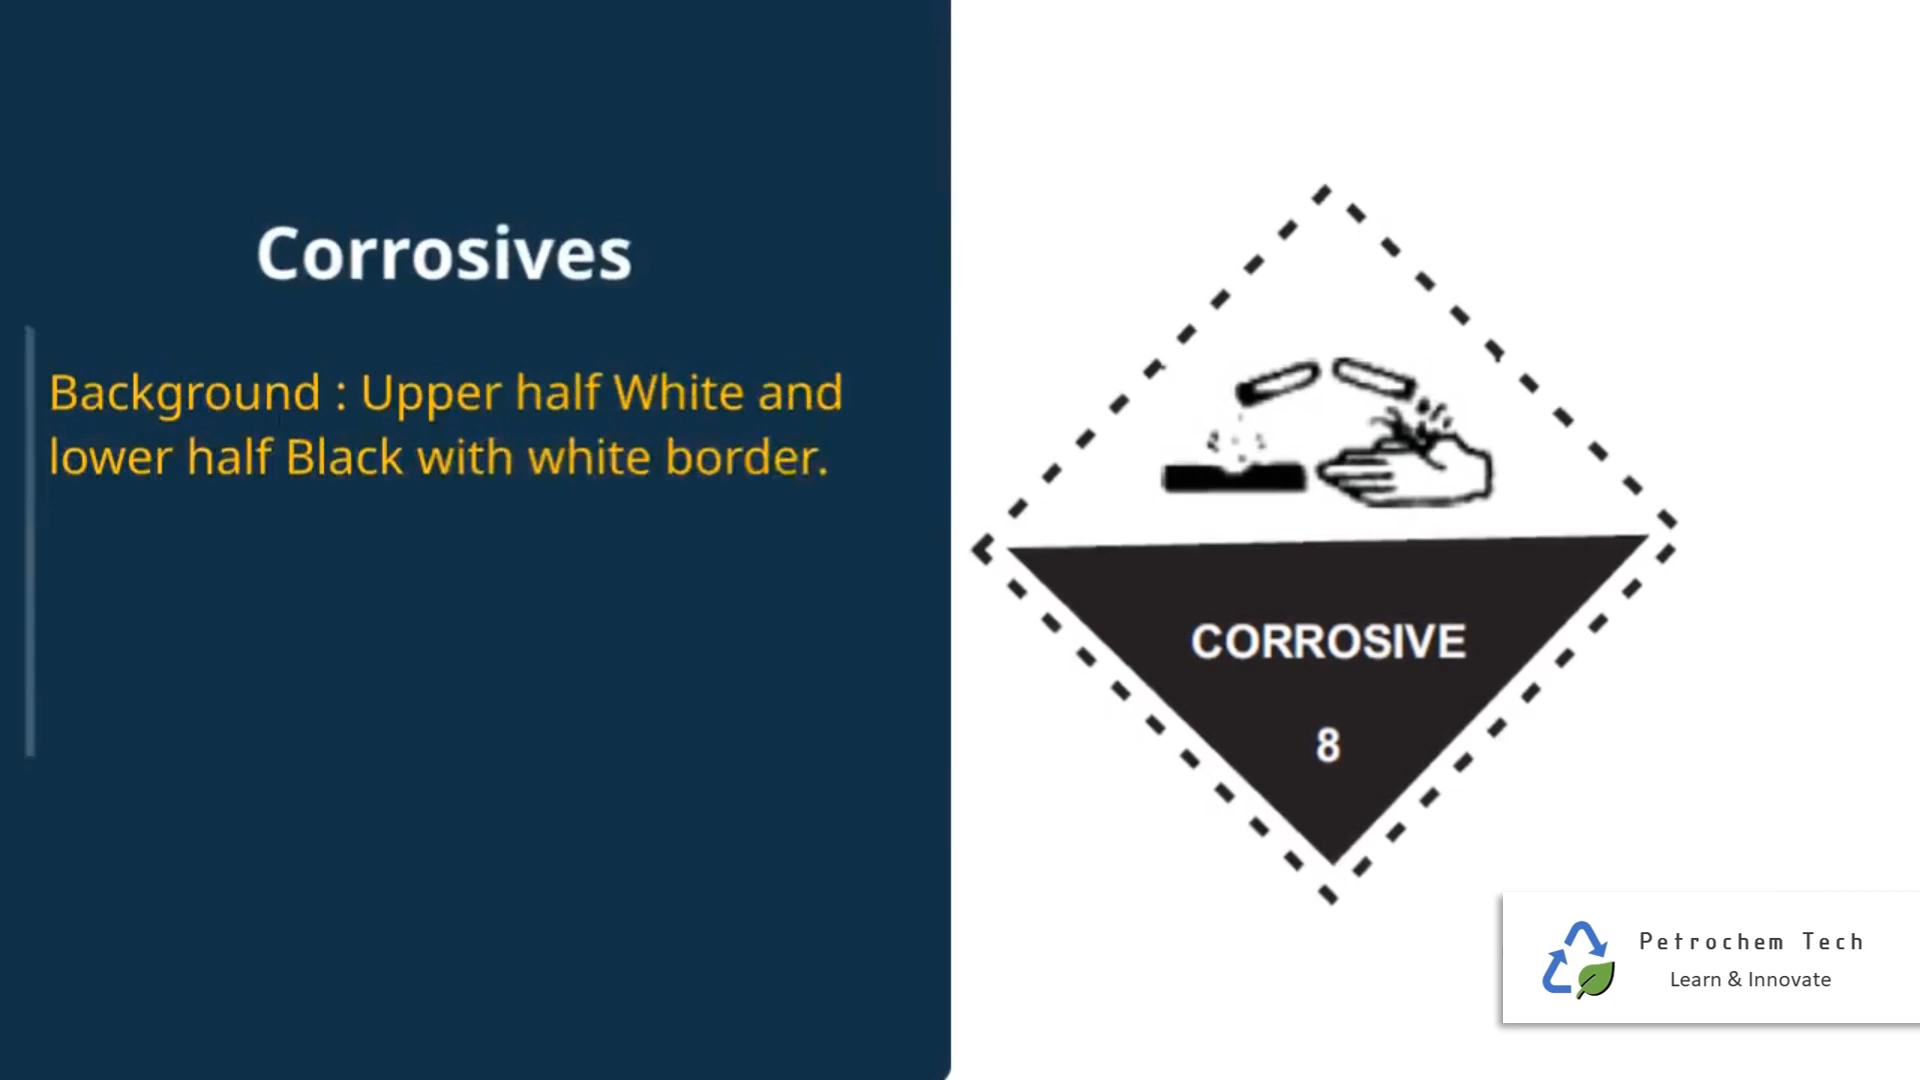 Corrosives
Background : Upper half White and
lower half Black with white border.
CORROSIVE
8
Petrochem Tech
Learn & Innovate